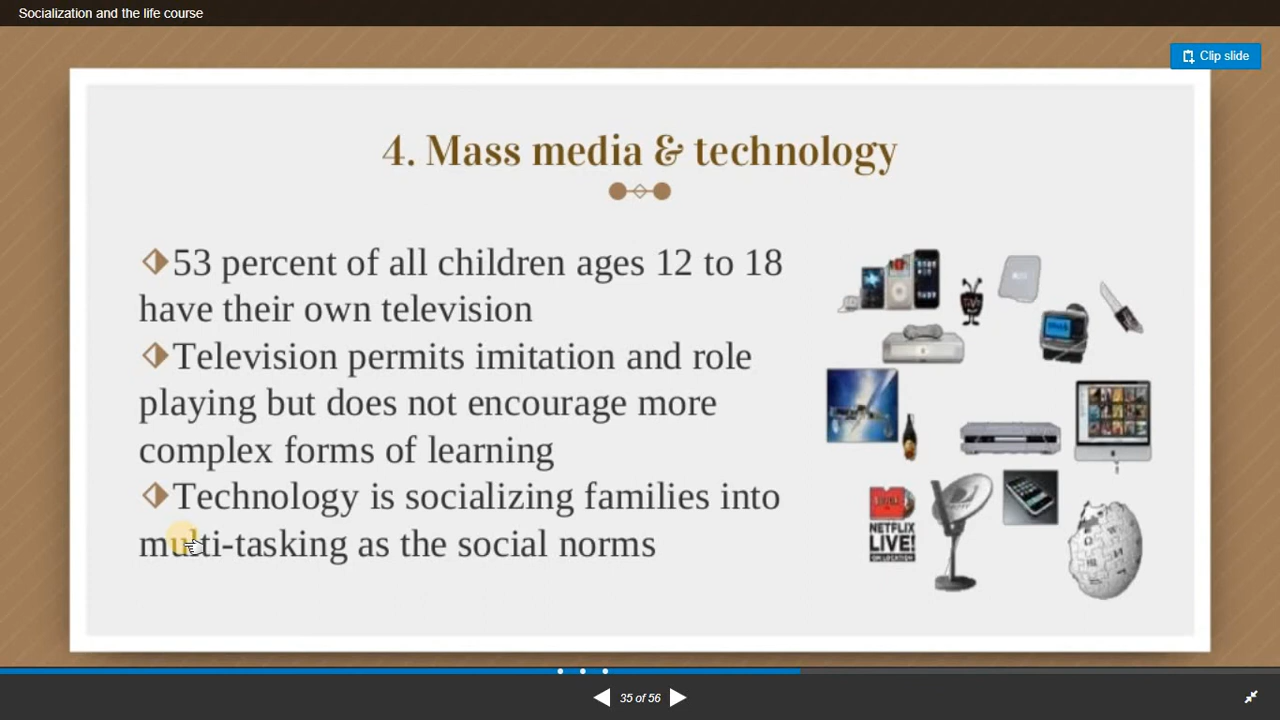 Socialization and the life course
Clip slide
4. Mass media & technology
53 percent of all children ages 12 to 18
have their own television
Television permits imitation and role
playing but does not encourage more
complex forms of learning
Technology is socializing families into
multi-tasking as the social norms
NETFLIX
LIVE!
ON LOCATION
35 of 56